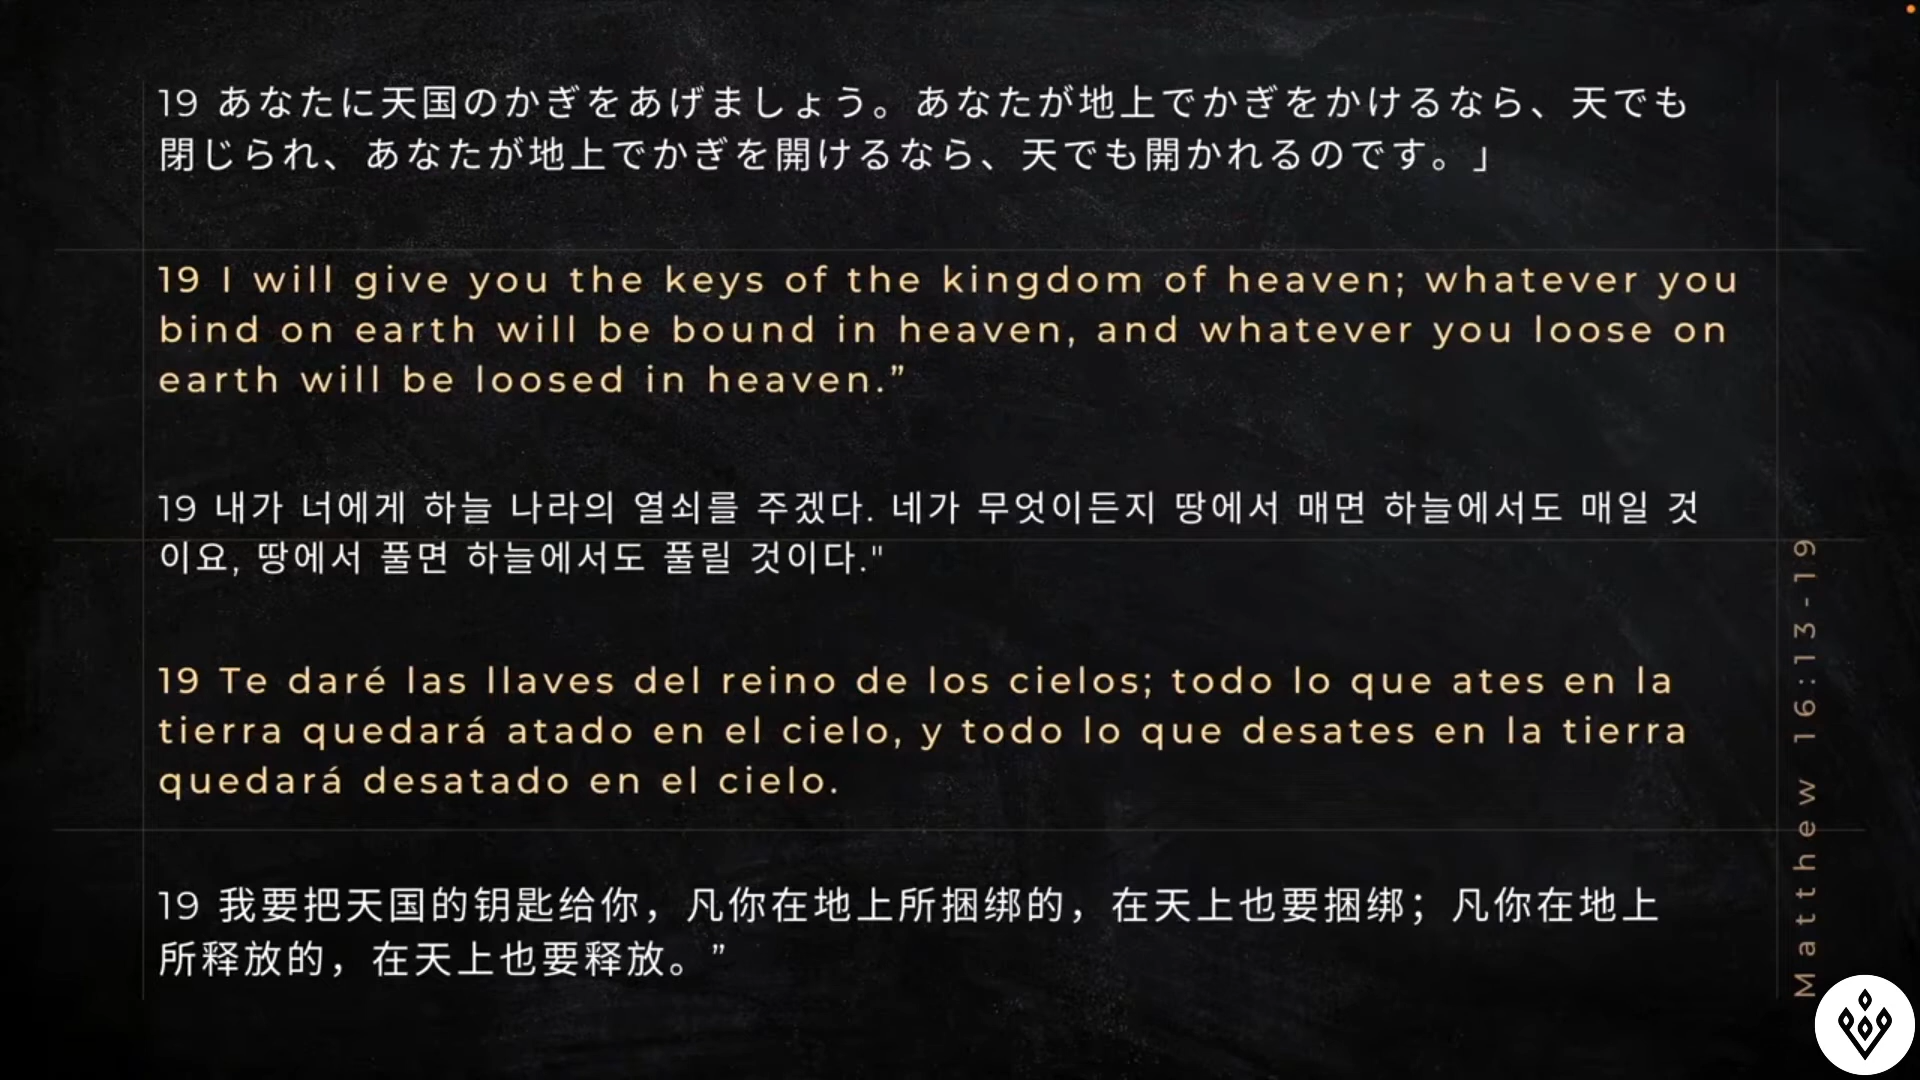 19 あなたに天国のかぎをあげましょう。あなたが地上でかぎをかけるなら、天でも
閉じられ、あなたが地上でかぎを開けるなら、天でも開かれるのです。」
19 I will give you the keys of the kingdom of heaven; whatever you
bind on earth will be bound in heaven, and whatever you loose on
earth will be loosed in heaven.”
19 내가 너에게 하늘 나라의 열쇠를 주겠다. 네가 무엇이든지 땅에서 매면 하늘에서도 매일 것
이요, 땅에서 풀면 하늘에서도 풀릴 것이다."
19 Te daré las llaves del reino de los cielos; todo lo que ates en la
tierra quedará atado en el cielo, y todo lo que desates en la tierra
quedará desatado en el cielo.
19 我要把天国的钥匙给你，凡你在地上所捆绑的，在天上也要捆绑；凡你在地上
所释放的，在天上也要释放。”
Matthew 16:13-19